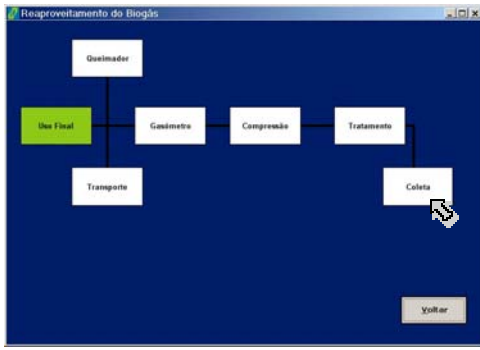 Reaproveitamento do Biogás
Queimador
Uso Final
Gasômetro
Compressão
Tratamento
Transporte
Coleta
Voltar